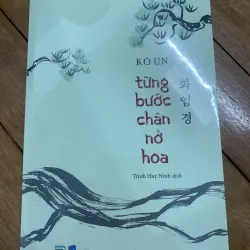 KO UN
từng
bước
chân
nở
hoa
화엄경
Trịnh Huy Ninh dịch